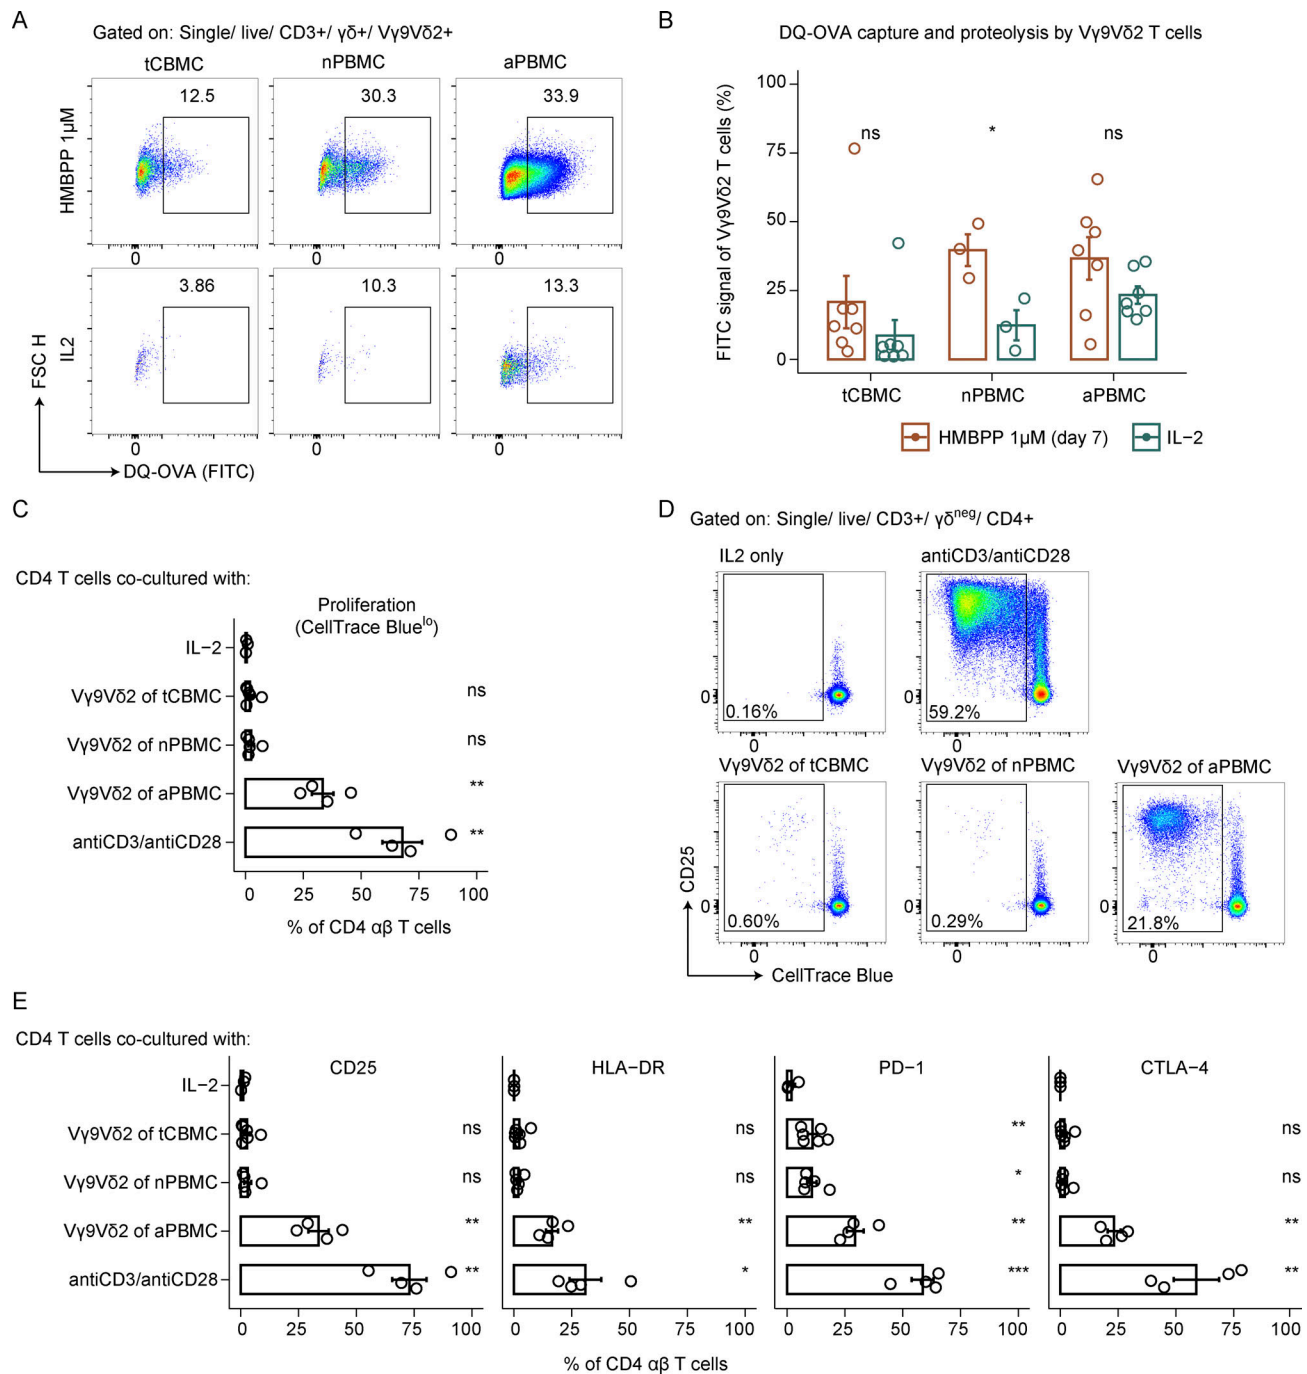 A
Gated on: Single/ live/ CD3+/ γδ+/ Vγ9Vδ2+
tCBMC
nPBMC
aPBMC
HMBPP 1µM
12.5
30.3
33.9
0
0
0
IL2
3.86
10.3
13.3
0
0
0
FSC H
DQ-OVA (FITC)
B
DQ-OVA capture and proteolysis by Vγ9Vδ2 T cells
FITC signal of Vγ9Vδ2 T cells (%)
100
75
50
25
0
ns
*
ns
tCBMC
nPBMC
aPBMC
HMBPP 1µM (day 7)
IL−2
C
CD4 T cells co-cultured with:
Proliferation
(CellTrace Blueˡᵒ)
IL−2
Vγ9Vδ2 of tCBMC
ns
Vγ9Vδ2 of nPBMC
ns
Vγ9Vδ2 of aPBMC
**
antiCD3/antiCD28
**
0
25
50
75
100
% of CD4 αβ T cells
D
Gated on: Single/ live/ CD3+/ γδⁿᵉᵍ/ CD4+
IL2 only
antiCD3/antiCD28
0
0.16%
0
0
59.2%
0
Vγ9Vδ2 of tCBMC
Vγ9Vδ2 of nPBMC
Vγ9Vδ2 of aPBMC
0
0.60%
0
0
0.29%
0
0
21.8%
0
CD25
CellTrace Blue
E
CD4 T cells co-cultured with:
CD25
HLA−DR
PD-1
CTLA-4
IL−2
Vγ9Vδ2 of tCBMC
ns
ns
**
ns
Vγ9Vδ2 of nPBMC
ns
ns
*
ns
Vγ9Vδ2 of aPBMC
**
**
**
**
antiCD3/antiCD28
**
*
***
**
0
25
50
75
100
0
25
50
75
100
0
25
50
75
100
0
25
50
75
100
% of CD4 αβ T cells